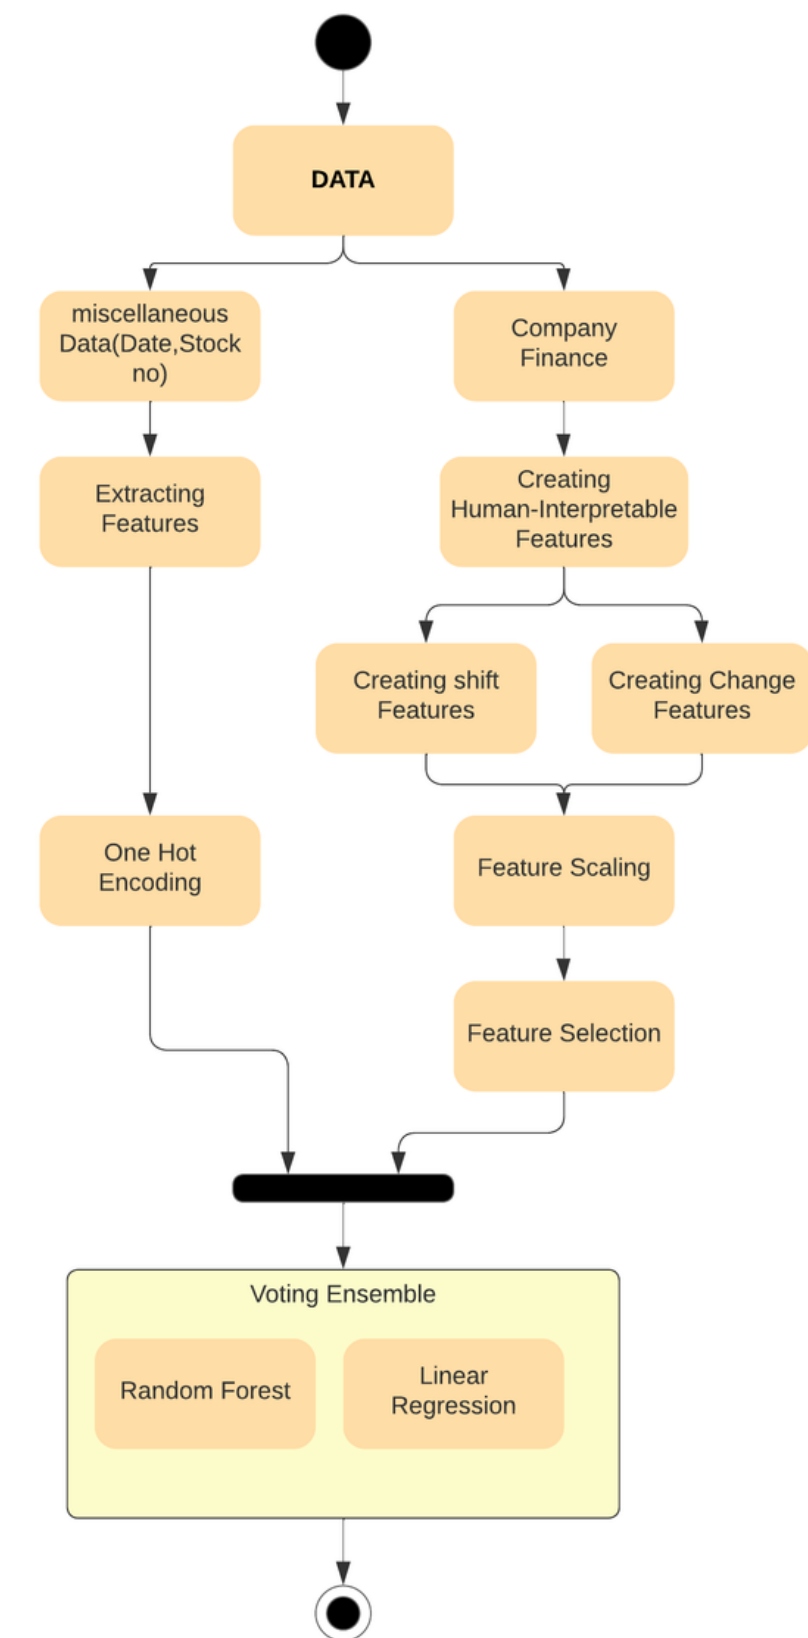 DATA
miscellaneous
Data(Date,Stock
no)
Company
Finance
Extracting
Features
Creating
Human-Interpretable
Features
Creating shift
Features
Creating Change
Features
One Hot
Encoding
Feature Scaling
Feature Selection
Voting Ensemble
Random Forest
Linear
Regression